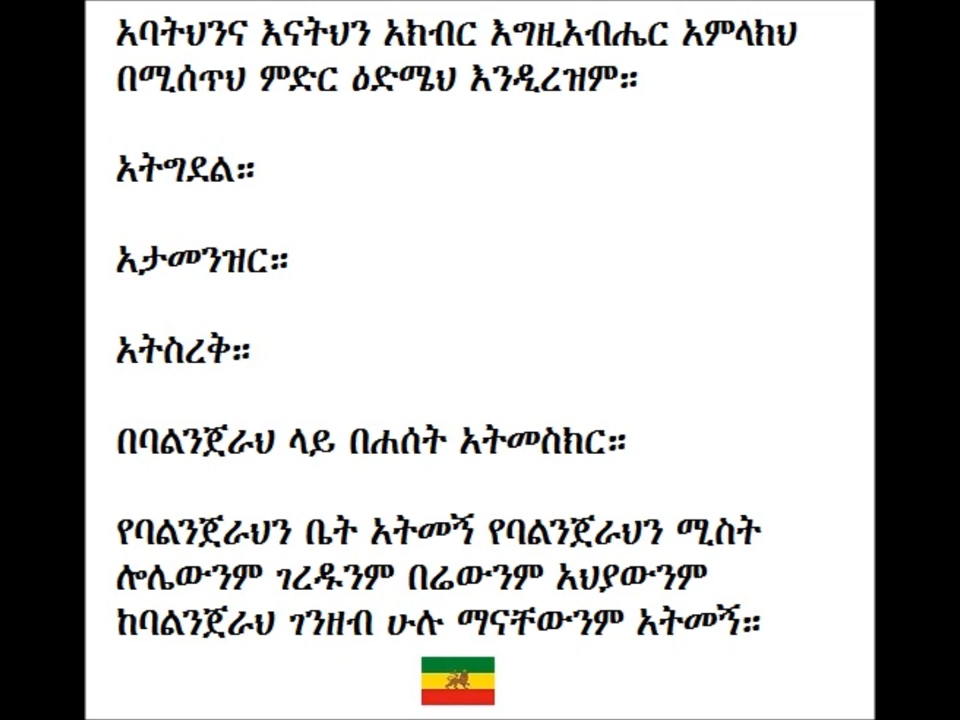 አባትህንና እናትህን አክብር እግዚአብሔር አምላክህ
በሚሰጥህ ምድር ዕድሜህ እንዲረዝም።
አትግደል።
አታመንዝር።
አትስረቅ።
በባልንጀራህ ላይ በሐሰት አትመስክር።
የባልንጀራህን ቤት አትመኝ የባልንጀራህን ሚስት
ሎሌውንም ገረዱንም በሬውንም አህያውንም
ከባልንጀራህ ገንዘብ ሁሉ ማናቸውንም አትመኝ።